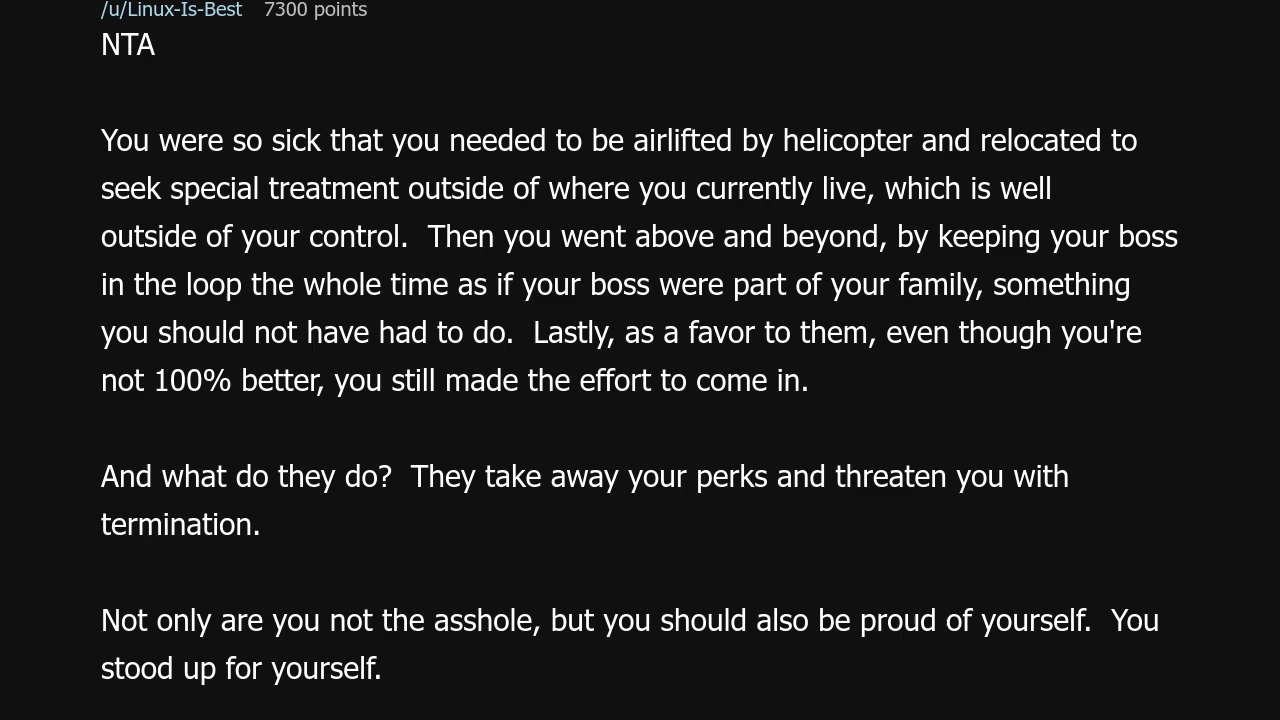 /u/Linux-Is-Best 7300 points
NTA
You were so sick that you needed to be airlifted by helicopter and relocated to
seek special treatment outside of where you currently live, which is well
outside of your control.  Then you went above and beyond, by keeping your boss
in the loop the whole time as if your boss were part of your family, something
you should not have had to do.  Lastly, as a favor to them, even though you're
not 100% better, you still made the effort to come in.
And what do they do?  They take away your perks and threaten you with
termination.
Not only are you not the asshole, but you should also be proud of yourself.  You
stood up for yourself.